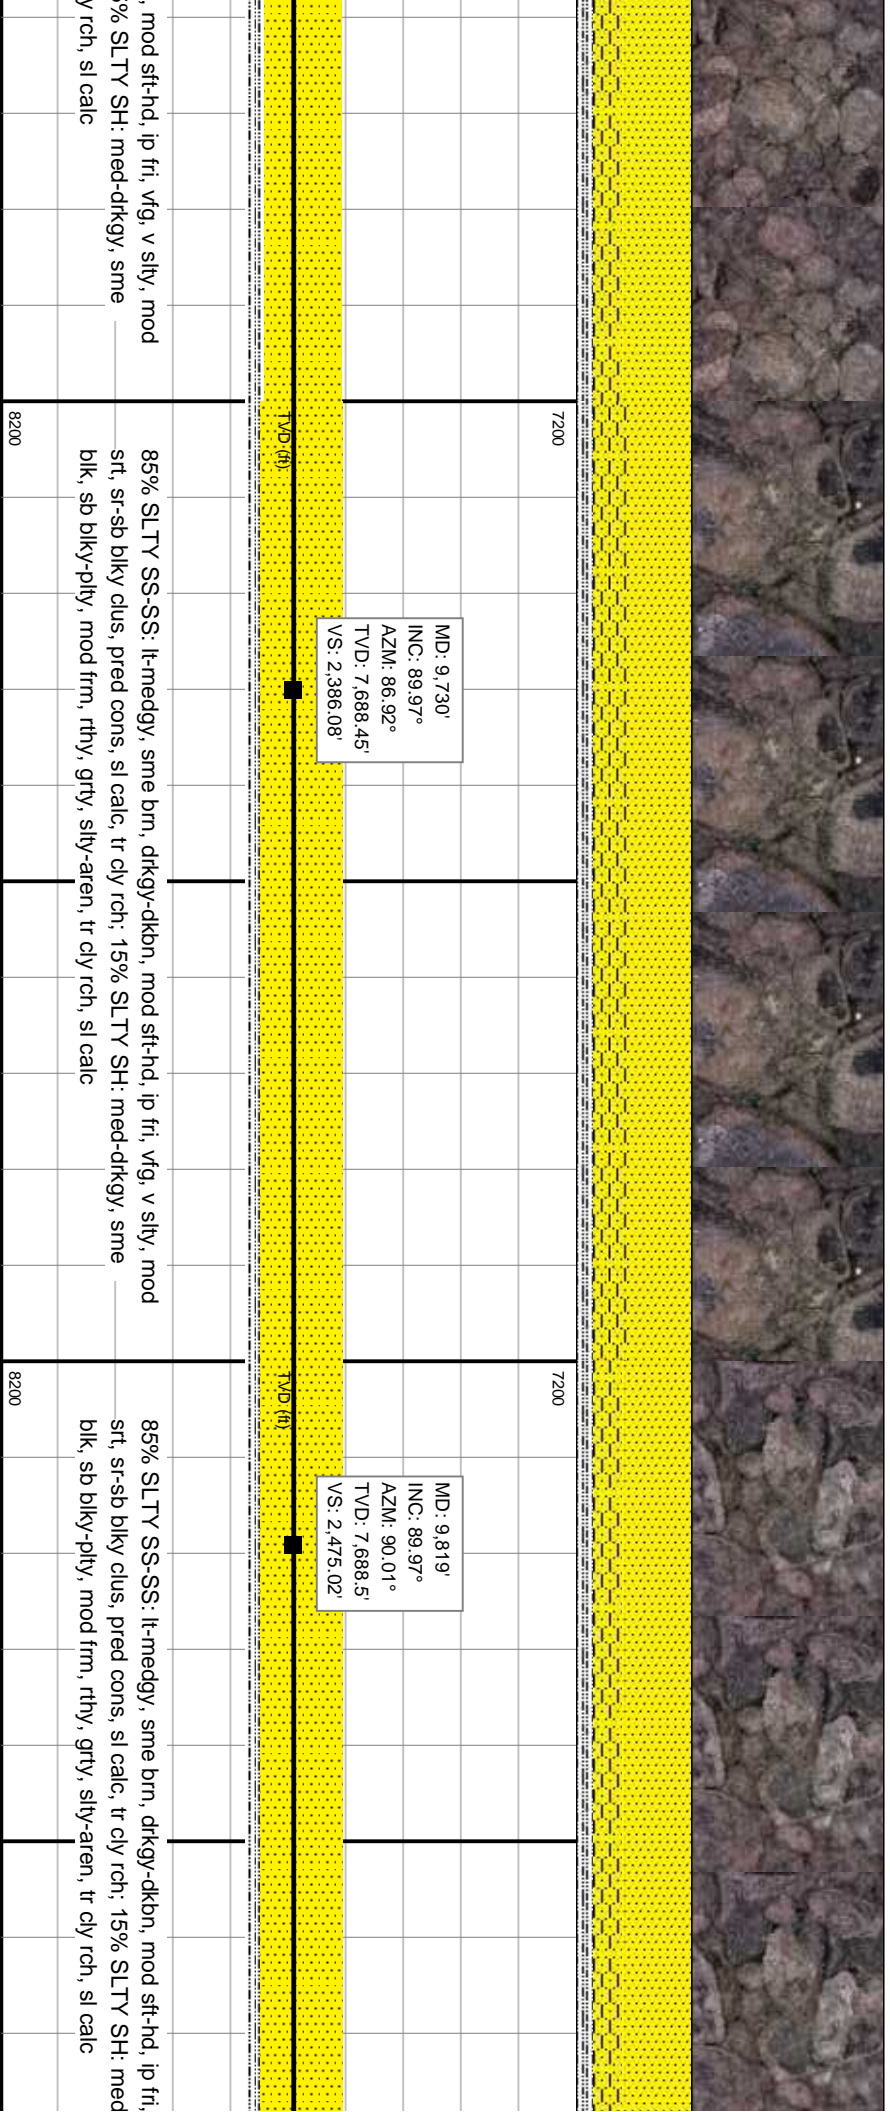 , mod sft-hd, ip fri, vfg, v slty, mod
% SLTY SH: med-drkgy, sme
y rch, sl calc
7200
TVD (ft)
8200
MD: 9,730'
INC: 89.97°
AZM: 86.92°
TVD: 7,688.45'
VS: 2,386.08'
85% SLTY SS-SS: lt-medgy, sme brn, drkgy-dkbn, mod sft-hd, ip fri, vfg, v slty, mod
srt, sr-sb blky clus, pred cons, sl calc, tr cly rch; 15% SLTY SH: med-drkgy, sme
blk, sb blky-plty, mod frm, rthy, grty, slty-aren, tr cly rch, sl calc
7200
TVD (ft)
8200
MD: 9,819'
INC: 89.97°
AZM: 90.01°
TVD: 7,688.5'
VS: 2,475.02'
85% SLTY SS-SS: lt-medgy, sme brn, drkgy-dkbn, mod sft-hd, ip fri,
srt, sr-sb blky clus, pred cons, sl calc, tr cly rch; 15% SLTY SH: med
blk, sb blky-plty, mod frm, rthy, grty, slty-aren, tr cly rch, sl calc